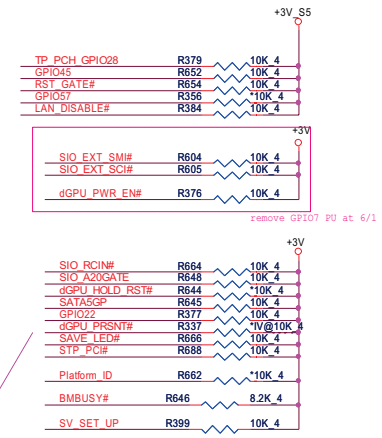 +3V_S5
TP_PCH_GPIO28 R379 10K_4
GPIO45 R652 10K_4
RST_GATE# R654 10K_4
GPIO57 R356 *10K_4
LAN_DISABLE# R384 10K_4
+3V
SIO_EXT_SMI# R604 10K_4
SIO_EXT_SCI# R605 10K_4
dGPU_PWR_EN# R376 10K_4
remove GPIO7 PU at 6/1
+3V
SIO_RCIN# R664 10K_4
SIO_A20GATE R648 10K_4
dGPU_HOLD_RST# R644 *10K_4
SATA5GP R645 10K_4
GPIO22 R377 10K_4
dGPU_PRSNT# R337 *IV@10K_4
SAVE_LED# R666 10K_4
STP_PCI# R688 10K_4
Platform_ID R662 *10K_4
BMBUSY# R646 8.2K_4
SV_SET_UP R399 10K_4